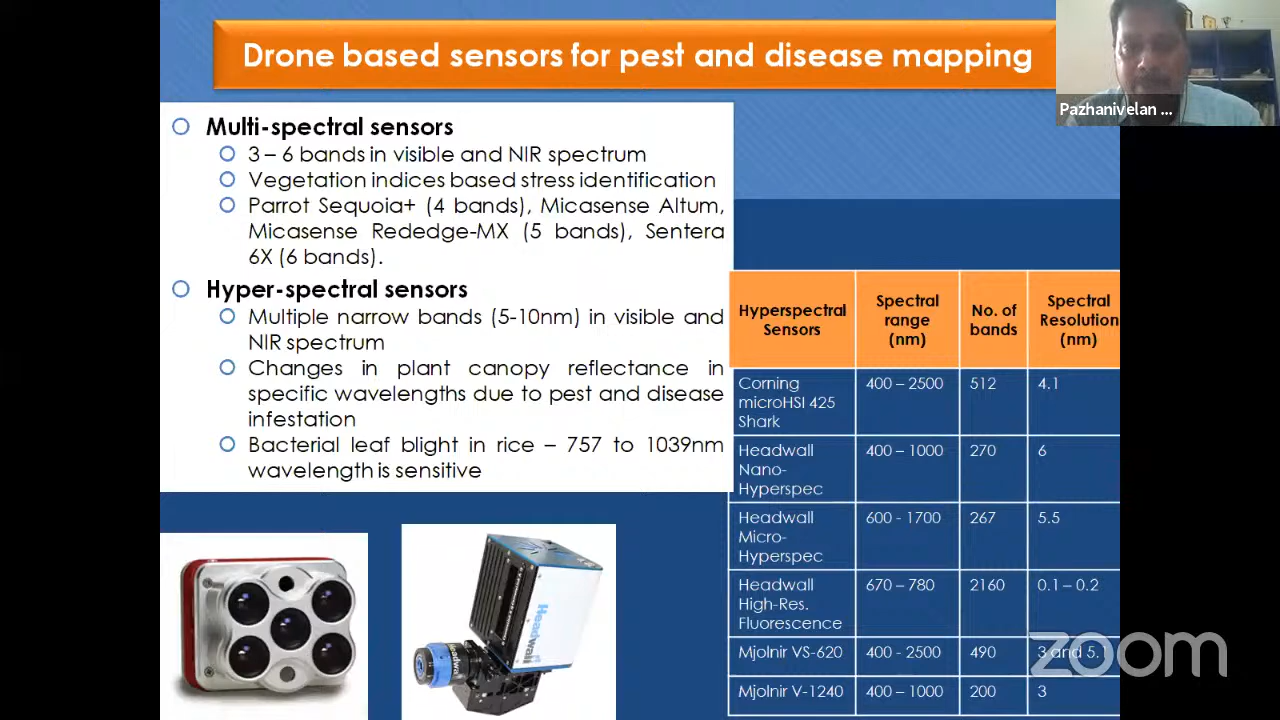 Drone based sensors for pest and disease mapping
Pazhanivelan ...
Multi-spectral sensors
3 – 6 bands in visible and NIR spectrum
Vegetation indices based stress identification
Parrot Sequoia+ (4 bands), Micasense Altum,
Micasense Rededge-MX (5 bands), Sentera
6X (6 bands).
Hyper-spectral sensors
Multiple narrow bands (5-10nm) in visible and
NIR spectrum
Changes in plant canopy reflectance in
specific wavelengths due to pest and disease
infestation
Bacterial leaf blight in rice – 757 to 1039nm
wavelength is sensitive
Hyperspectral Sensors | Spectral range (nm) | No. of bands | Spectral Resolution (nm)
Corning microHSI 425 Shark | 400 – 2500 | 512 | 4.1
Headwall Nano-Hyperspec | 400 – 1000 | 270 | 6
Headwall Micro-Hyperspec | 600 - 1700 | 267 | 5.5
Headwall High-Res. Fluorescence | 670 – 780 | 2160 | 0.1 – 0.2
Mjolnir VS-620 | 400 - 2500 | 490 | 3 and 5.1
Mjolnir V-1240 | 400 – 1000 | 200 | 3
Headwall
Headwall
zoom